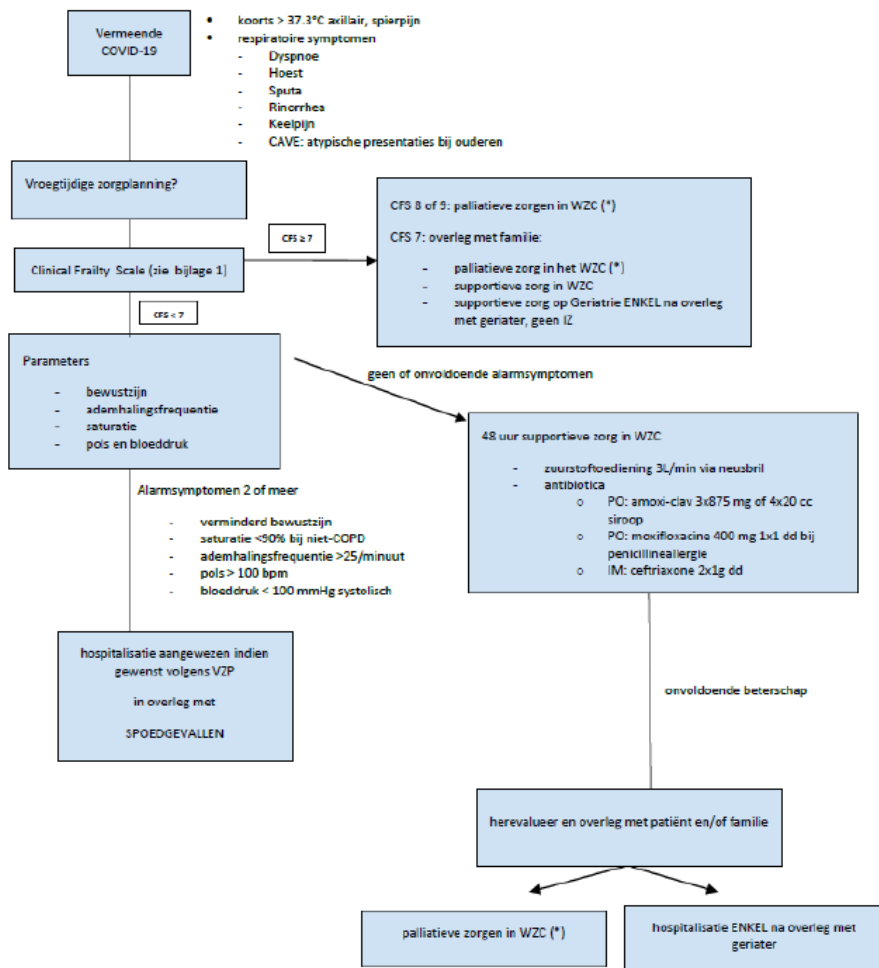 Vermeende
COVID-19
• koorts > 37.3°C axillair, spierpijn
• respiratoire symptomen
- Dyspnoe
- Hoest
- Sputa
- Rinorrhea
- Keelpijn
- CAVE: atypische presentaties bij ouderen
Vroegtijdige zorgplanning?
Clinical Frailty Scale (zie bijlage 1)
CFS ≥ 7
CFS 8 of 9: palliatieve zorgen in WZC (*)
CFS 7: overleg met familie:
- palliatieve zorg in het WZC (*)
- supportieve zorg in WZC
- supportieve zorg op Geriatrie ENKEL na overleg
met geriater, geen IZ
CFS < 7
Parameters
- bewustzijn
- ademhalingsfrequentie
- saturatie
- pols en bloeddruk
geen of onvoldoende alarmsymptomen
48 uur supportieve zorg in WZC
- zuurstoftoediening 3L/min via neusbril
- antibiotica
o PO: amoxi-clav 3x875 mg of 4x20 cc
siroop
o PO: moxifloxacine 400 mg 1x1 dd bij
penicillineallergie
o IM: ceftriaxone 2x1g dd
Alarmsymptomen 2 of meer
- verminderd bewustzijn
- saturatie <90% bij niet-COPD
- ademhalingsfrequentie >25/minuut
- pols > 100 bpm
- bloeddruk < 100 mmHg systolisch
hospitalisatie aangewezen indien
gewenst volgens VZP
in overleg met
SPOEDGEVALLEN
onvoldoende beterschap
herevalueer en overleg met patiënt en/of familie
palliatieve zorgen in WZC (*)
hospitalisatie ENKEL na overleg met
geriater